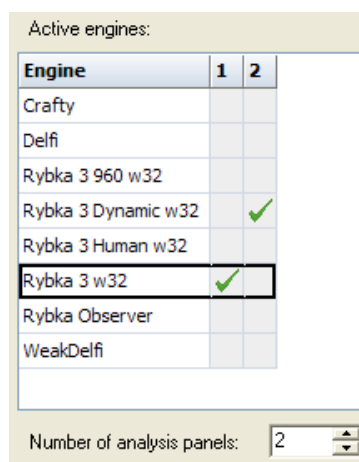 Active engines:
Engine 1 2
Crafty
Delfi
Rybka 3 960 w32
Rybka 3 Dynamic w32
Rybka 3 Human w32
Rybka 3 w32
Rybka Observer
WeakDelfi
Number of analysis panels: 2